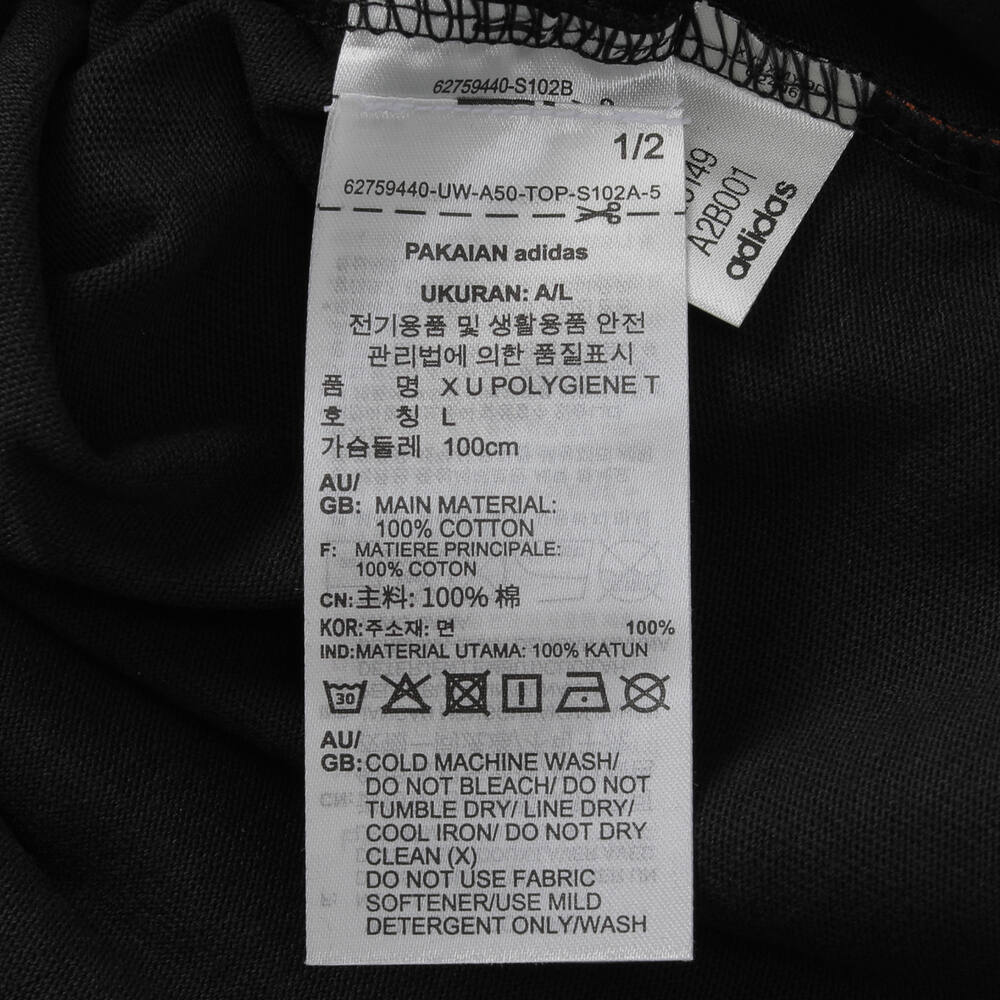 62759440-S102B
1/2
62759440-UW-A50-TOP-S102A-5
PAKAIAN adidas
UKURAN: A/L
전기용품 및 생활용품 안전
관리법에 의한 품질표시
품 명 X U POLYGIENE T
호 칭 L
가슴둘레 100cm
AU/
GB: MAIN MATERIAL:
100% COTTON
F: MATIERE PRINCIPALE:
100% COTON
CN: 主料: 100% 棉
KOR: 주소재: 면 100%
IND: MATERIAL UTAMA: 100% KATUN
30
AU/
GB: COLD MACHINE WASH/
DO NOT BLEACH/ DO NOT
TUMBLE DRY/ LINE DRY/
COOL IRON/ DO NOT DRY
CLEAN (X)
DO NOT USE FABRIC
SOFTENER/USE MILD
DETERGENT ONLY/WASH
A2B001
adidas